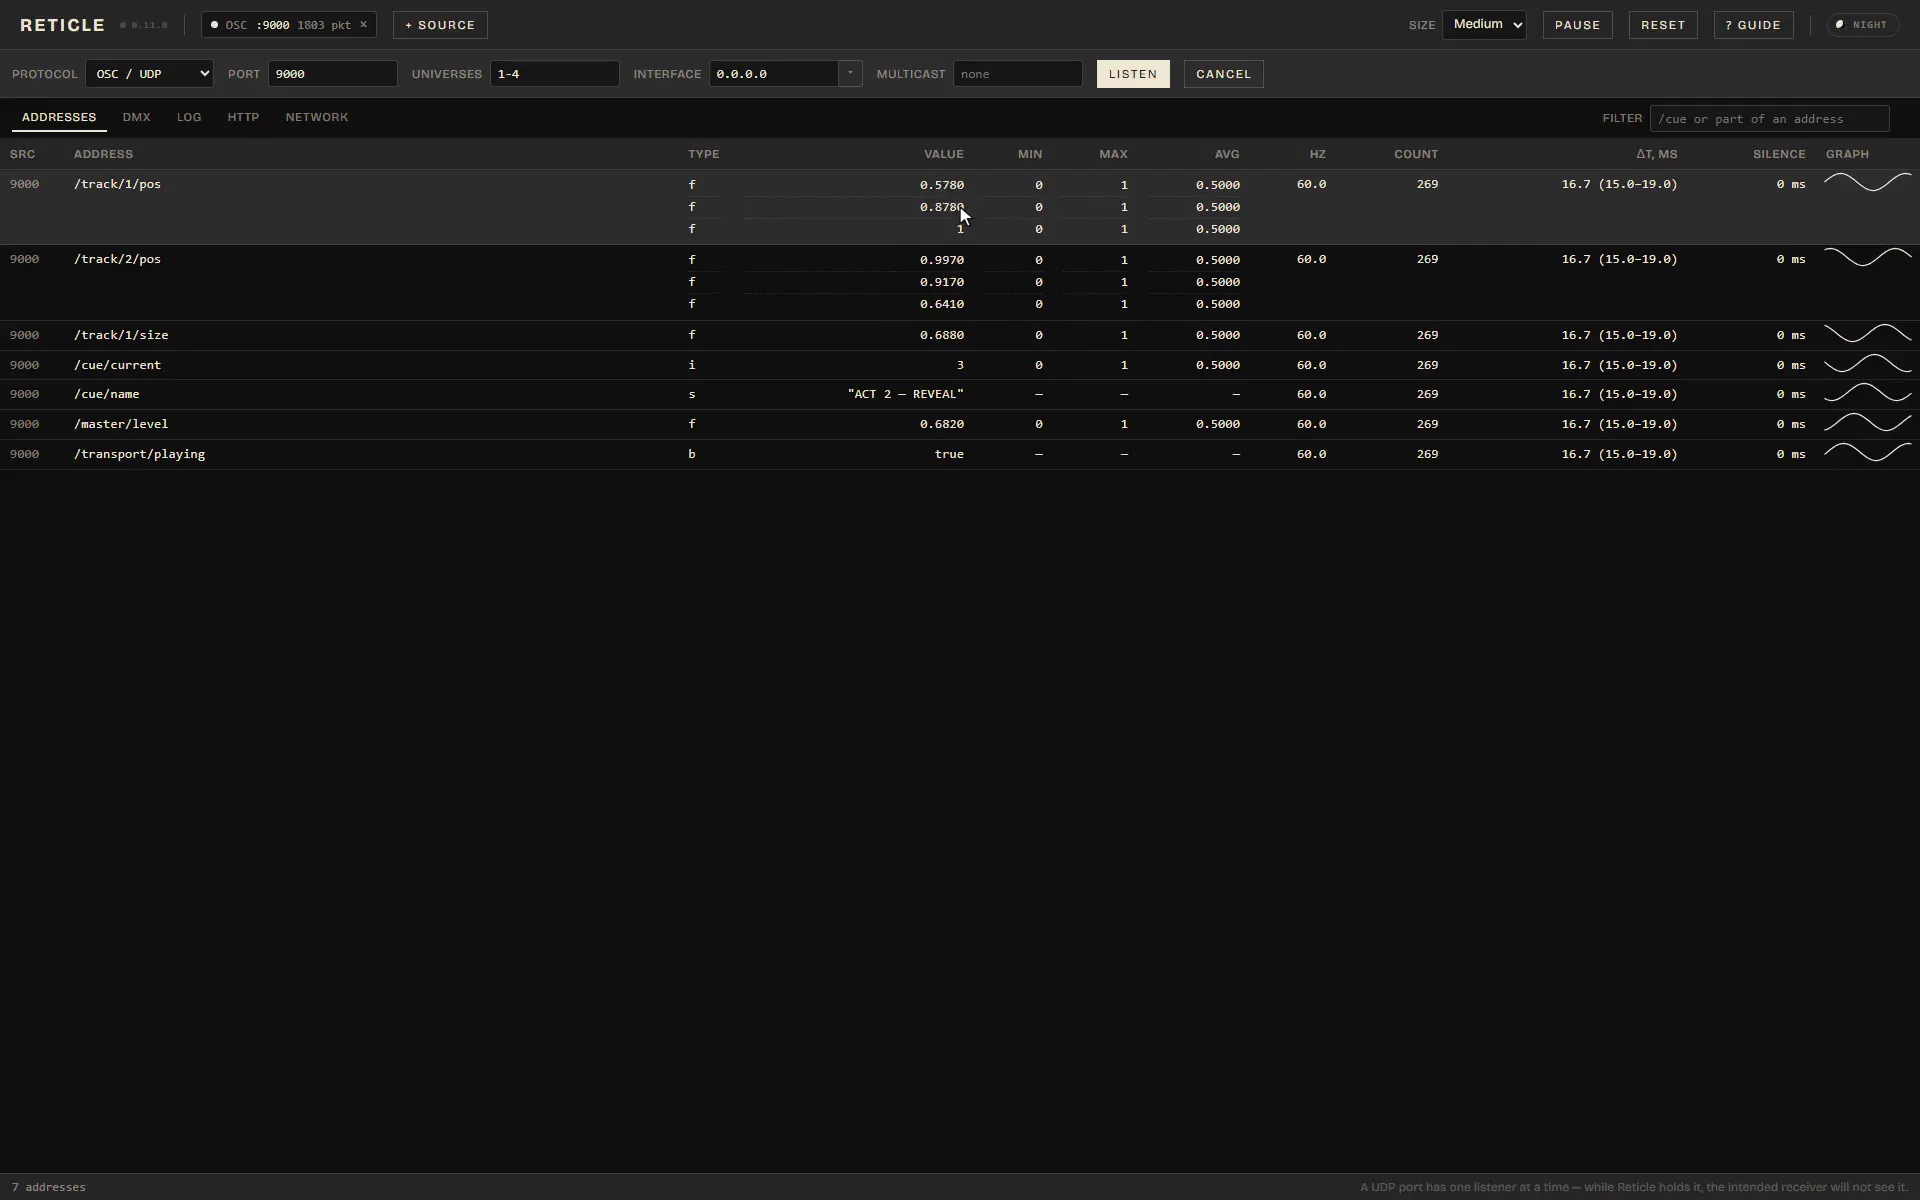 RETICLE 0.11.0 OSC :9000 1803 pkt × + SOURCE SIZE Medium PAUSE RESET ? GUIDE NIGHT
PROTOCOL OSC / UDP PORT 9000 UNIVERSES 1-4 INTERFACE 0.0.0.0 MULTICAST none LISTEN CANCEL
ADDRESSES DMX LOG HTTP NETWORK FILTER /cue or part of an address
SRC ADDRESS TYPE VALUE MIN MAX AVG HZ COUNT ΔT, MS SILENCE GRAPH
9000 /track/1/pos f 0.5780 0 1 0.5000 60.0 269 16.7 (15.0–19.0) 0 ms
f 0.8780 0 1 0.5000
f 1 0 1 0.5000
9000 /track/2/pos f 0.9970 0 1 0.5000 60.0 269 16.7 (15.0–19.0) 0 ms
f 0.9170 0 1 0.5000
f 0.6410 0 1 0.5000
9000 /track/1/size f 0.6880 0 1 0.5000 60.0 269 16.7 (15.0–19.0) 0 ms
9000 /cue/current i 3 0 1 0.5000 60.0 269 16.7 (15.0–19.0) 0 ms
9000 /cue/name s "ACT 2 — REVEAL" — — — 60.0 269 16.7 (15.0–19.0) 0 ms
9000 /master/level f 0.6820 0 1 0.5000 60.0 269 16.7 (15.0–19.0) 0 ms
9000 /transport/playing b true — — — 60.0 269 16.7 (15.0–19.0) 0 ms
7 addresses A UDP port has one listener at a time — while Reticle holds it, the intended receiver will not see it.